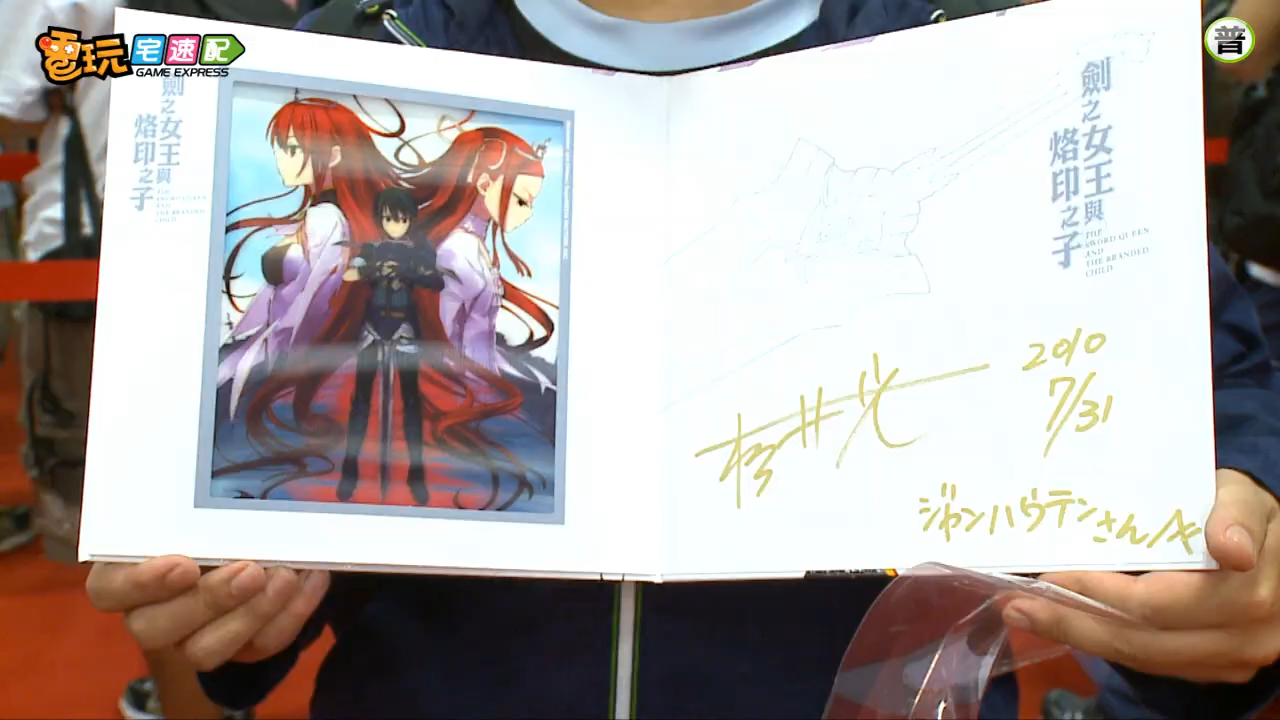 電玩宅速配
GAME EXPRESS
普
劍之女王與
烙印之子
THE
SWORD QUEEN
AND
THE BRANDED
CHILD
劍之女王與
烙印之子
THE
SWORD QUEEN
AND
THE BRANDED
CHILD
杉井光
2010
7/31
ジャンハウテンさん江